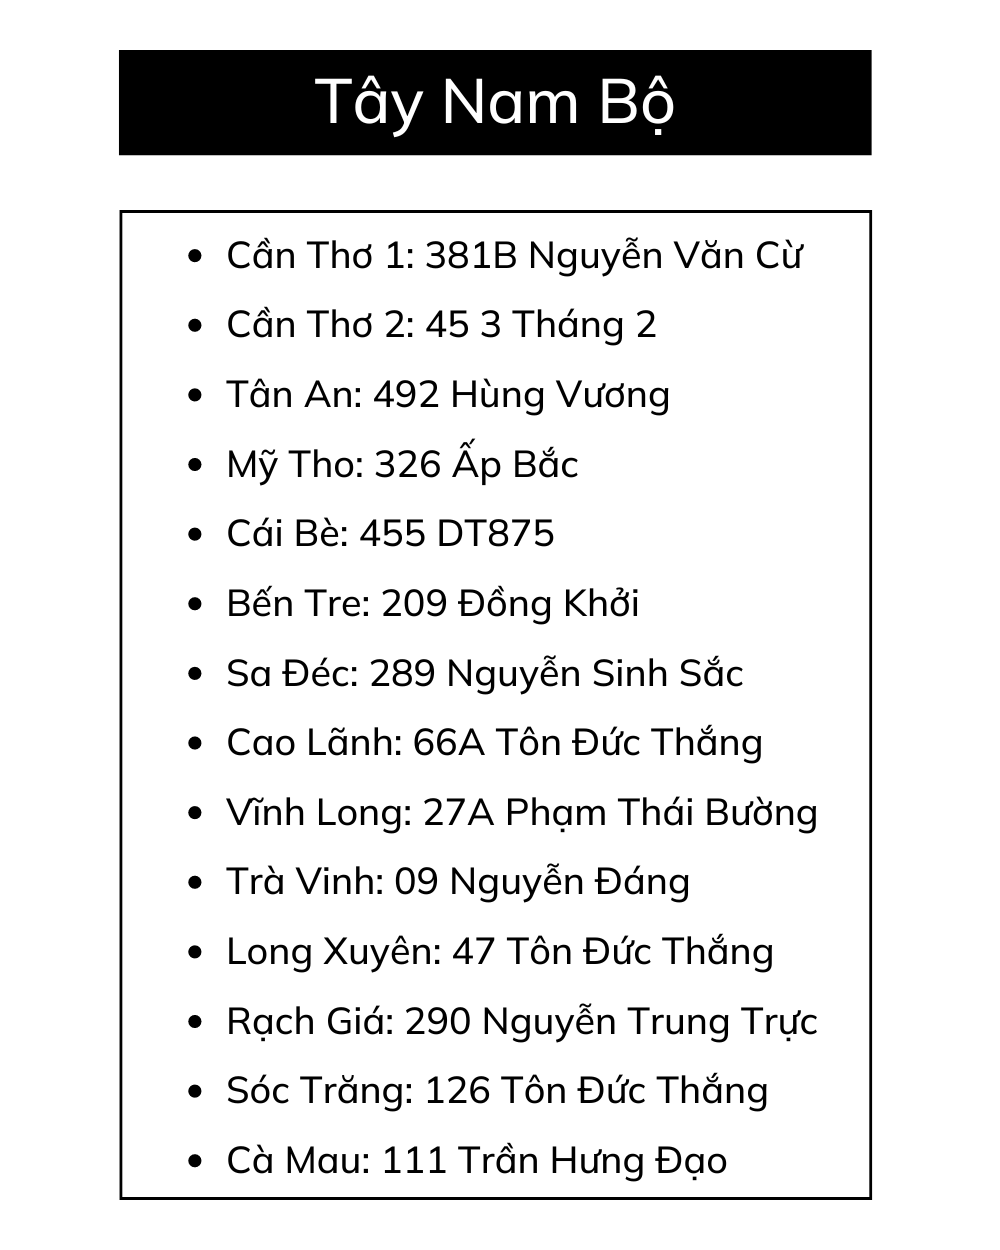 Tây Nam Bộ
• Cần Thơ 1: 381B Nguyễn Văn Cừ
• Cần Thơ 2: 45 3 Tháng 2
• Tân An: 492 Hùng Vương
• Mỹ Tho: 326 Ấp Bắc
• Cái Bè: 455 DT875
• Bến Tre: 209 Đồng Khởi
• Sa Đéc: 289 Nguyễn Sinh Sắc
• Cao Lãnh: 66A Tôn Đức Thắng
• Vĩnh Long: 27A Phạm Thái Bường
• Trà Vinh: 09 Nguyễn Đáng
• Long Xuyên: 47 Tôn Đức Thắng
• Rạch Giá: 290 Nguyễn Trung Trực
• Sóc Trăng: 126 Tôn Đức Thắng
• Cà Mau: 111 Trần Hưng Đạo